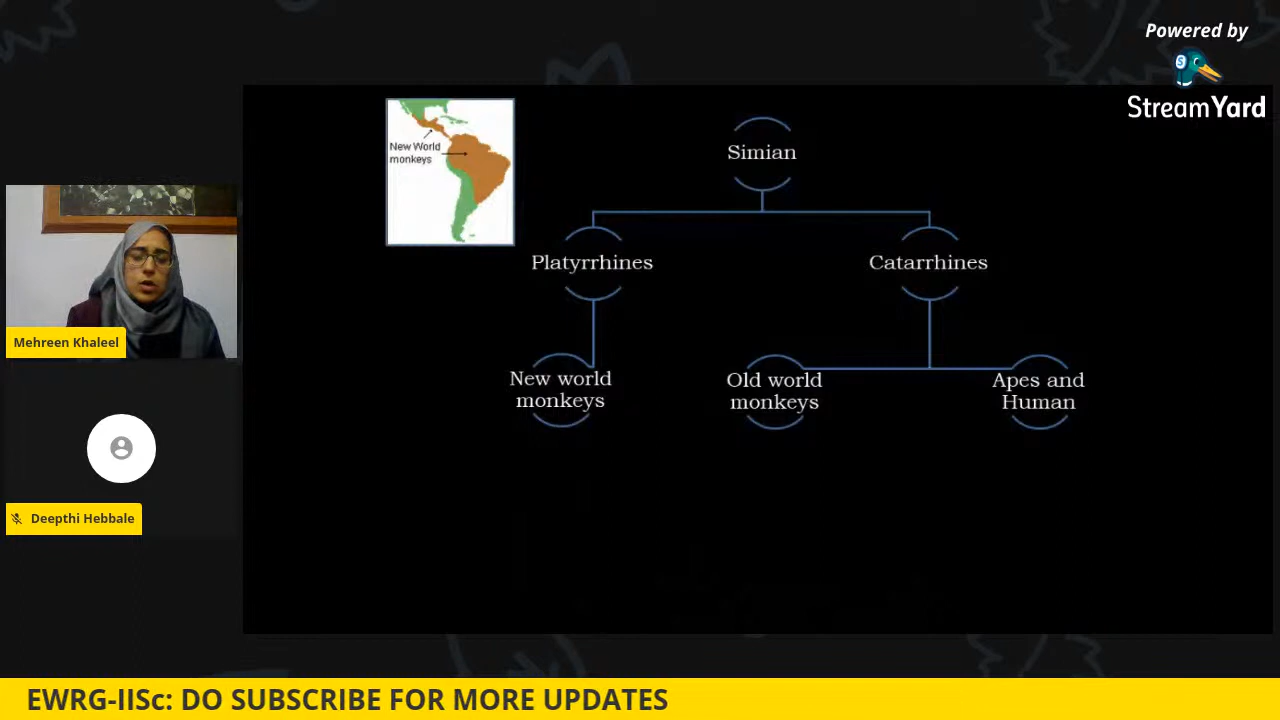 Powered by
StreamYard
New World
monkeys
Simian
Platyrrhines
Catarrhines
New world
monkeys
Old world
monkeys
Apes and
Human
Mehreen Khaleel
Deepthi Hebbale
EWRG-IISc: DO SUBSCRIBE FOR MORE UPDATES